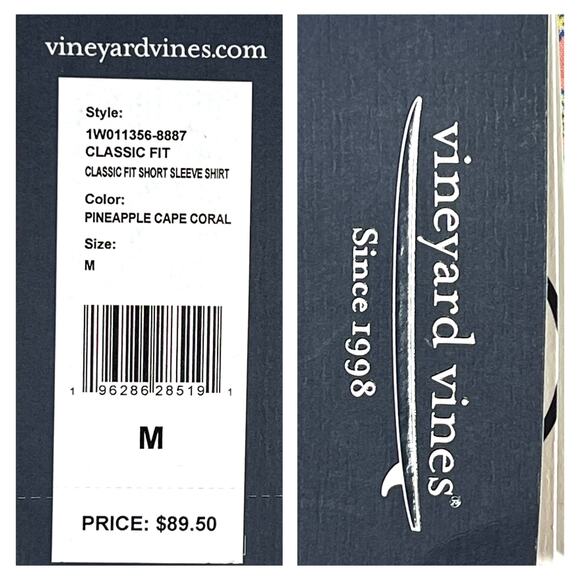 vineyardvines.com
Style:
1W011356-8887
CLASSIC FIT
CLASSIC FIT SHORT SLEEVE SHIRT
Color:
PINEAPPLE CAPE CORAL
Size:
M
1 96286 28519 1
M
PRICE: $89.50
vineyard vines®
Since 1998